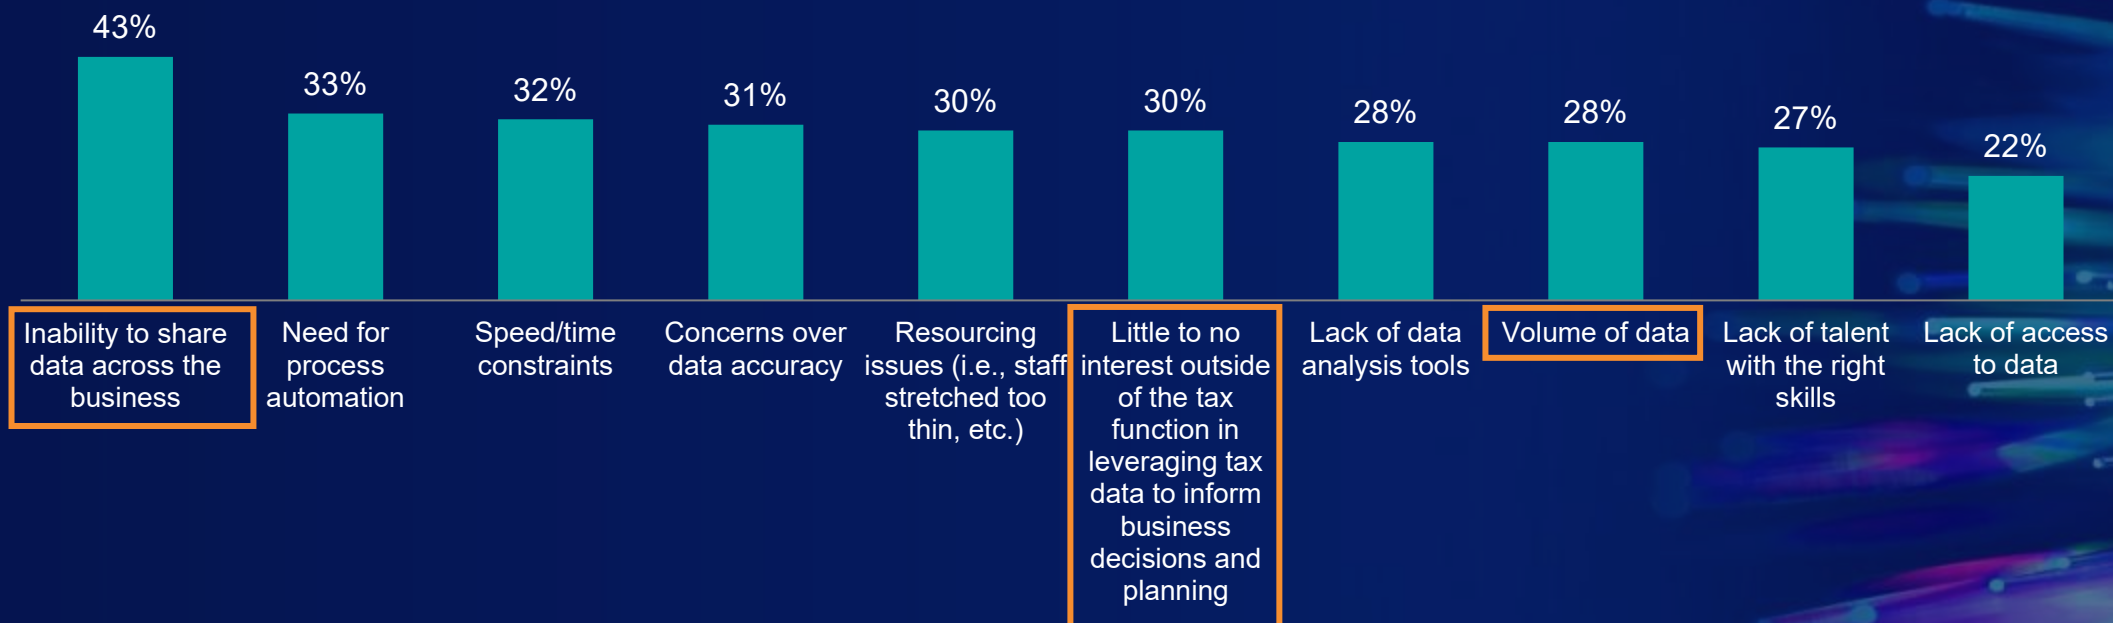 43%
33%
32%
31%
30%
30%
28%
28%
27%
22%
Inability to share
data across the
business
Need for
process
automation
Speed/time
constraints
Concerns over
data accuracy
Resourcing
issues (i.e., staff
stretched too
thin, etc.)
Little to no
interest outside
of the tax
function in
leveraging tax
data to inform
business
decisions and
planning
Lack of data
analysis tools
Volume of data
Lack of talent
with the right
skills
Lack of access
to data